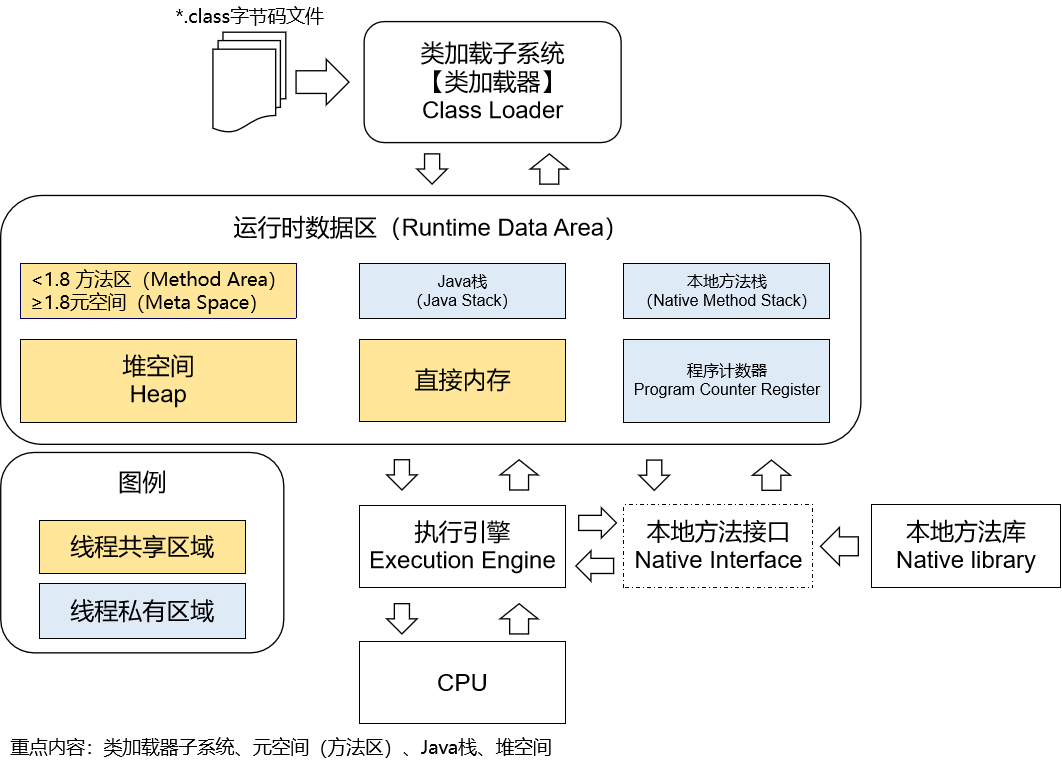 *.class字节码文件
类加载子系统
【类加载器】
Class Loader
运行时数据区（Runtime Data Area）
<1.8 方法区（Method Area）
≥1.8元空间（Meta Space）
Java栈
（Java Stack）
本地方法栈
（Native Method Stack）
堆空间
Heap
直接内存
程序计数器
Program Counter Register
图例
线程共享区域
线程私有区域
执行引擎
Execution Engine
本地方法接口
Native Interface
本地方法库
Native library
CPU
重点内容：类加载器子系统、元空间（方法区）、Java栈、堆空间